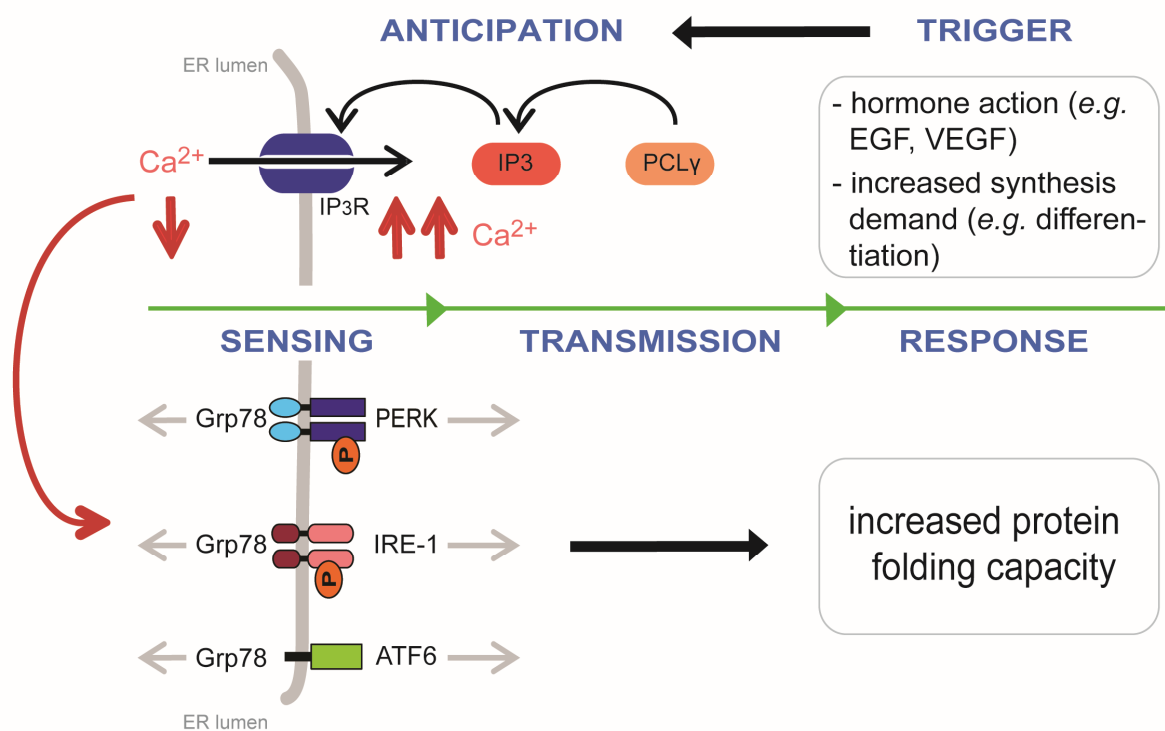 ANTICIPATION
TRIGGER
ER lumen
- hormone action (e.g.
EGF, VEGF)
- increased synthesis
demand (e.g. differen-
tiation)
Ca2+
IP3
PCLγ
IP3R
Ca2+
SENSING
TRANSMISSION
RESPONSE
Grp78
PERK
P
Grp78
IRE-1
P
increased protein
folding capacity
Grp78
ATF6
ER lumen